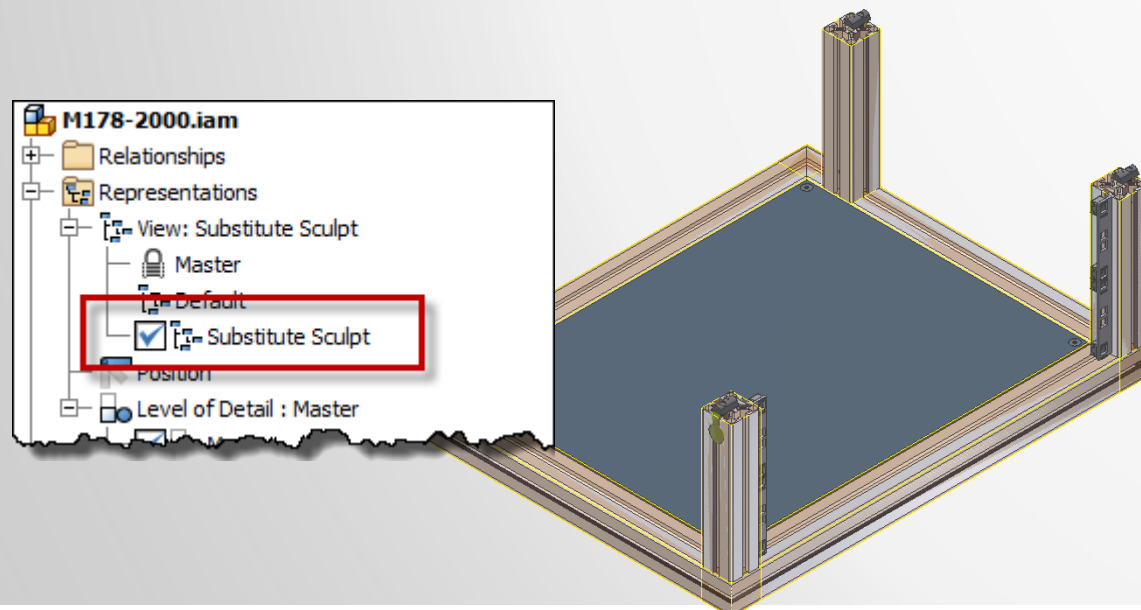 M178-2000.iam
Relationships
Representations
View: Substitute Sculpt
Master
Default
Substitute Sculpt
Position
Level of Detail : Master